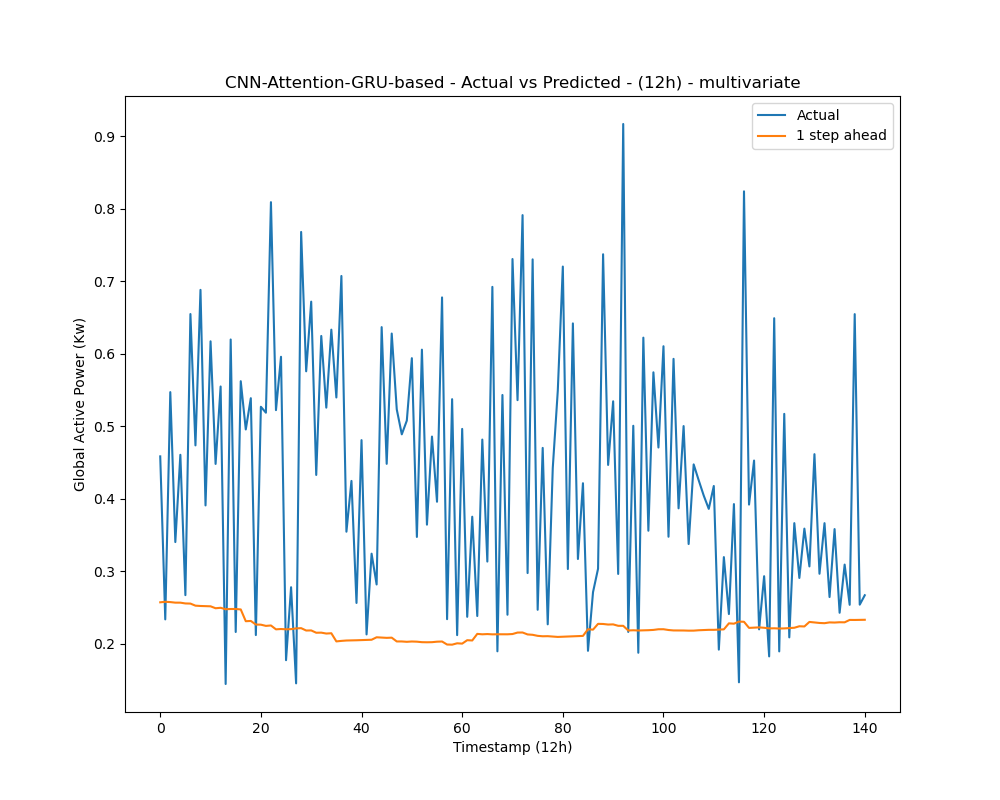 CNN-Attention-GRU-based - Actual vs Predicted - (12h) - multivariate
Actual
1 step ahead
Global Active Power (Kw)
0.9
0.8
0.7
0.6
0.5
0.4
0.3
0.2
0 20 40 60 80 100 120 140
Timestamp (12h)